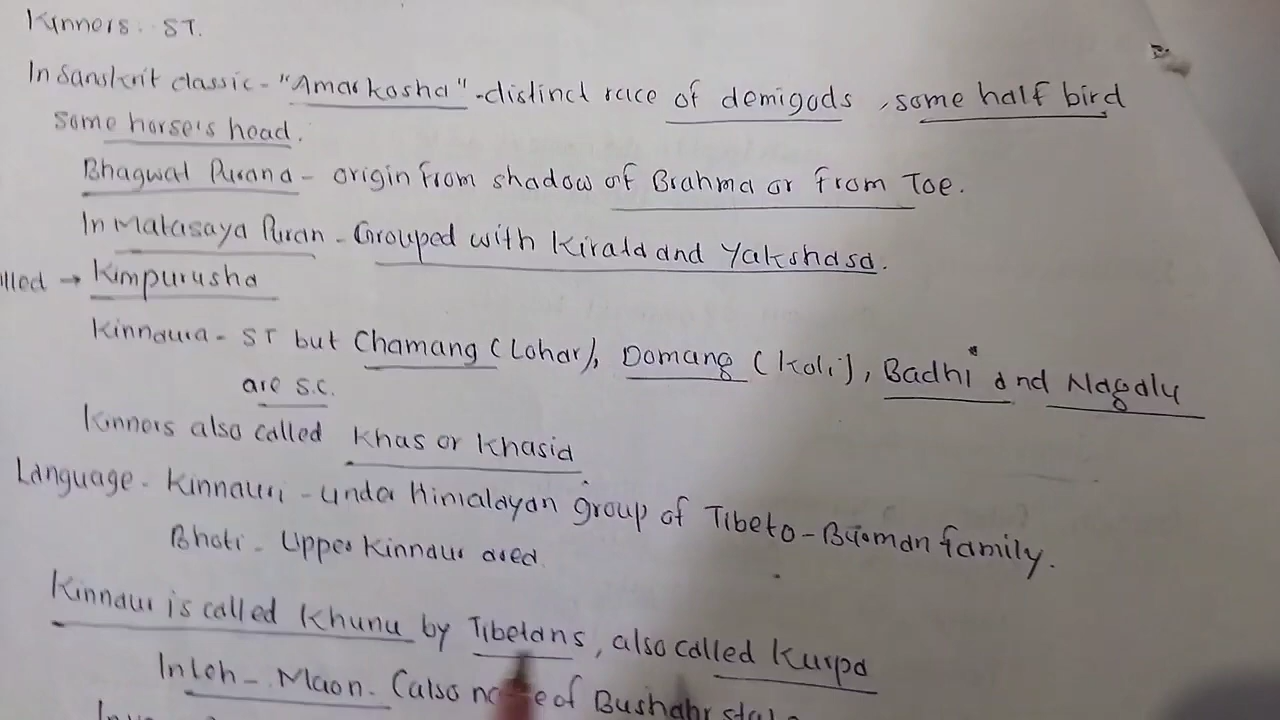 Kinners: ST.
In Sanskrit classic - "Amarkosha" - distinct race of demigods, some half bird
some horse's head.
Bhagwat Purana - origin from shadow of Brahma or from Toe.
In Matasaya Puran - Grouped with Kirata and Yakshasa.
→ Kimpurusha
Kinnaura - ST but Chamang (Lohar), Domang (Koli), Badhi and Nagalu
are S.C.
Kinners also called Khas or Khasia
Language - Kinnauri - under Himalayan group of Tibeto-Burman family.
Bhoti - Upper Kinnaur area.
Kinnaur is called Khunu by Tibetans, also called Kurpa
In Leh - Maon - (also of Bushahr